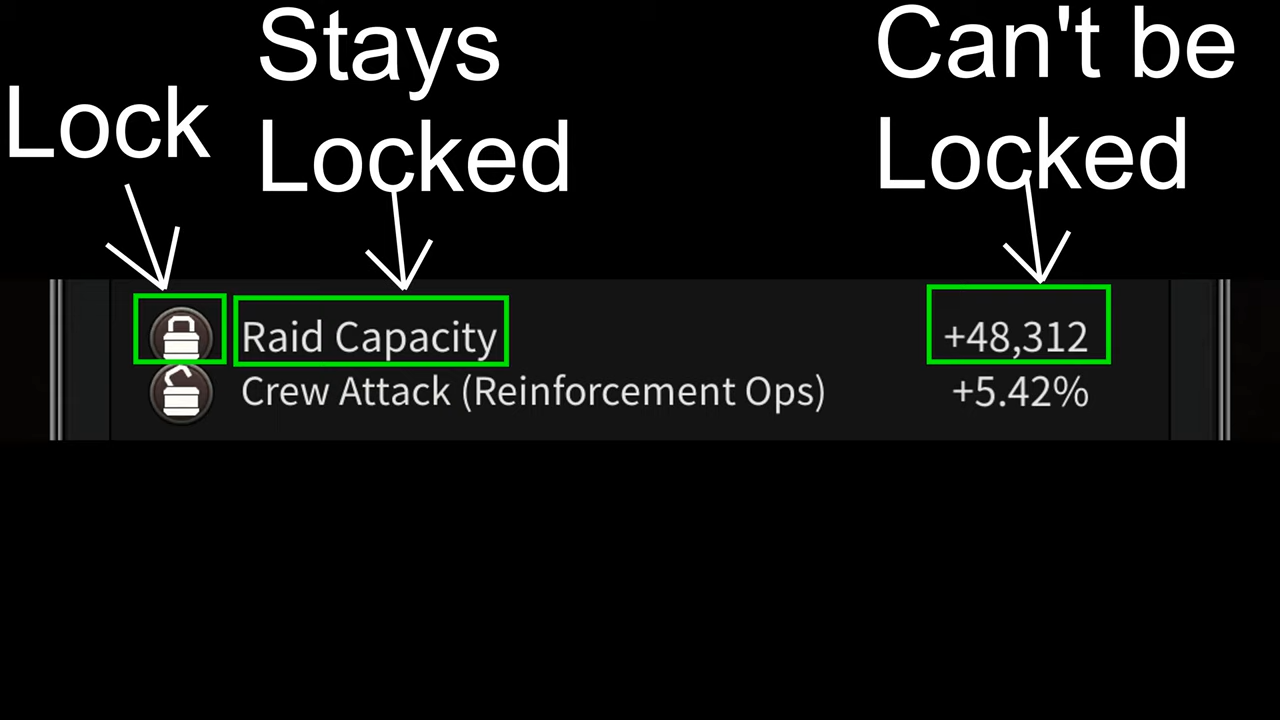 Lock
Stays
Locked
Can't be
Locked
Raid Capacity +48,312
Crew Attack (Reinforcement Ops) +5.42%